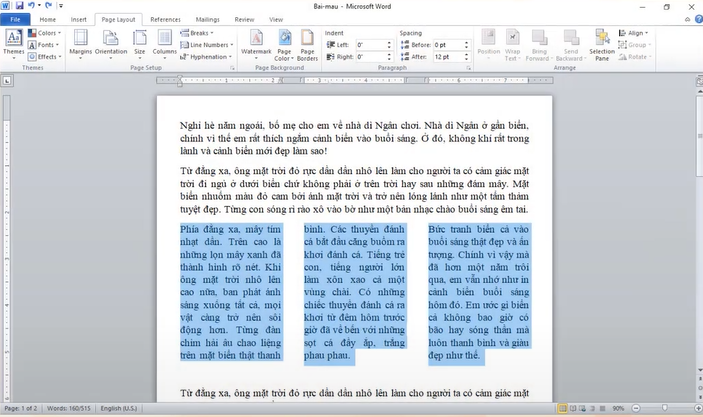 Bai-mau - Microsoft Word
File Home Insert Page Layout References Mailings Review View
Themes Colors Fonts Effects
Margins Orientation Size Columns Breaks Line Numbers Hyphenation
Watermark Page Color Page Borders
Indent Left: 0" Right: 0"
Spacing Before: 0 pt After: 12 pt
Position Wrap Text Bring Forward Send Backward Selection Pane Align Group Rotate
Themes Page Setup Page Background Paragraph Arrange
Nghỉ hè năm ngoái, bố mẹ cho em về nhà dì Ngân chơi. Nhà dì Ngân ở gần biển,
chính vì thế em rất thích ngắm cảnh biển vào buổi sáng. Ở đó, không khí rất trong
lành và cảnh biển mới đẹp làm sao!
Từ đằng xa, ông mặt trời đỏ rực dần dần nhô lên làm cho người ta có cảm giác mặt
trời đi ngủ ở dưới biển chứ không phải ở trên trời hay sau những đám mây. Mặt
biển nhuốm màu đỏ cam bởi ánh mặt trời và trở nên lóng lánh như một tấm thảm
tuyệt đẹp. Từng con sóng rì rào xô vào bờ như một bản nhạc chào buổi sáng êm tai.
Phía đằng xa, mây tím
nhạt dần. Trên cao là
những lọn mây xanh đã
thành hình rõ nét. Khi
ông mặt trời nhô lên
cao nữa, ban phát ánh
sáng xuống tất cả, mọi
vật càng trở nên sôi
động hơn. Từng đàn
chim hải âu chao liệng
trên mặt biển thật thanh
bình. Các thuyền đánh
cá bắt đầu căng buồm ra
khơi đánh cá. Tiếng trẻ
con, tiếng người lớn
làm xôn xao cả một
vùng chài. Có những
chiếc thuyền đánh cá ra
khơi từ đêm hôm trước
giờ đã về bến với những
sọt cá đầy ắp, trắng
phau phau.
Bức tranh biển cả vào
buổi sáng thật đẹp và ấn
tượng. Chính vì vậy mà
đã hơn một năm trôi
qua, em vẫn nhớ như in
cảnh biển buổi sáng
hôm đó. Em ước gì biển
cả không bao giờ có
bão hay sóng thần mà
luôn thanh bình và giàu
đẹp như thế.
Từ đằng xa, ông mặt trời đỏ rực dần dần nhô lên làm cho người ta có cảm giác mặt
Page: 1 of 2 Words: 160/515 English (U.S.) 90%